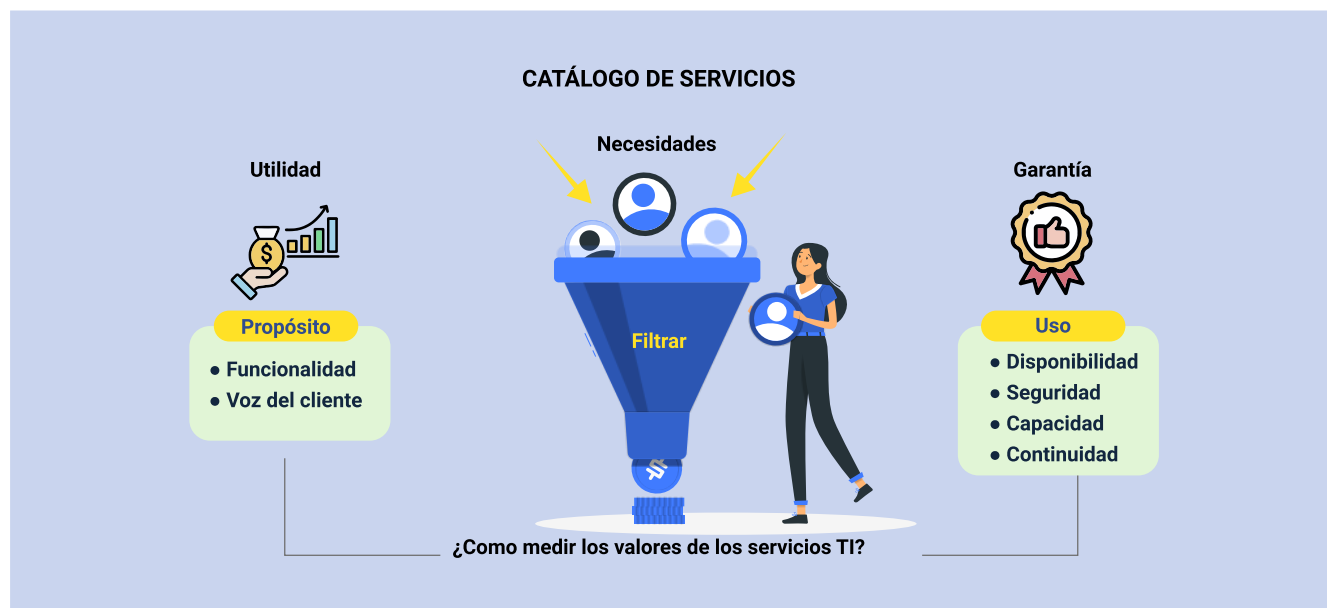 CATÁLOGO DE SERVICIOS
Necesidades
Utilidad
Garantía
$
Filtrar
Propósito
● Funcionalidad
● Voz del cliente
Uso
● Disponibilidad
● Seguridad
● Capacidad
● Continuidad
$
¿Como medir los valores de los servicios TI?